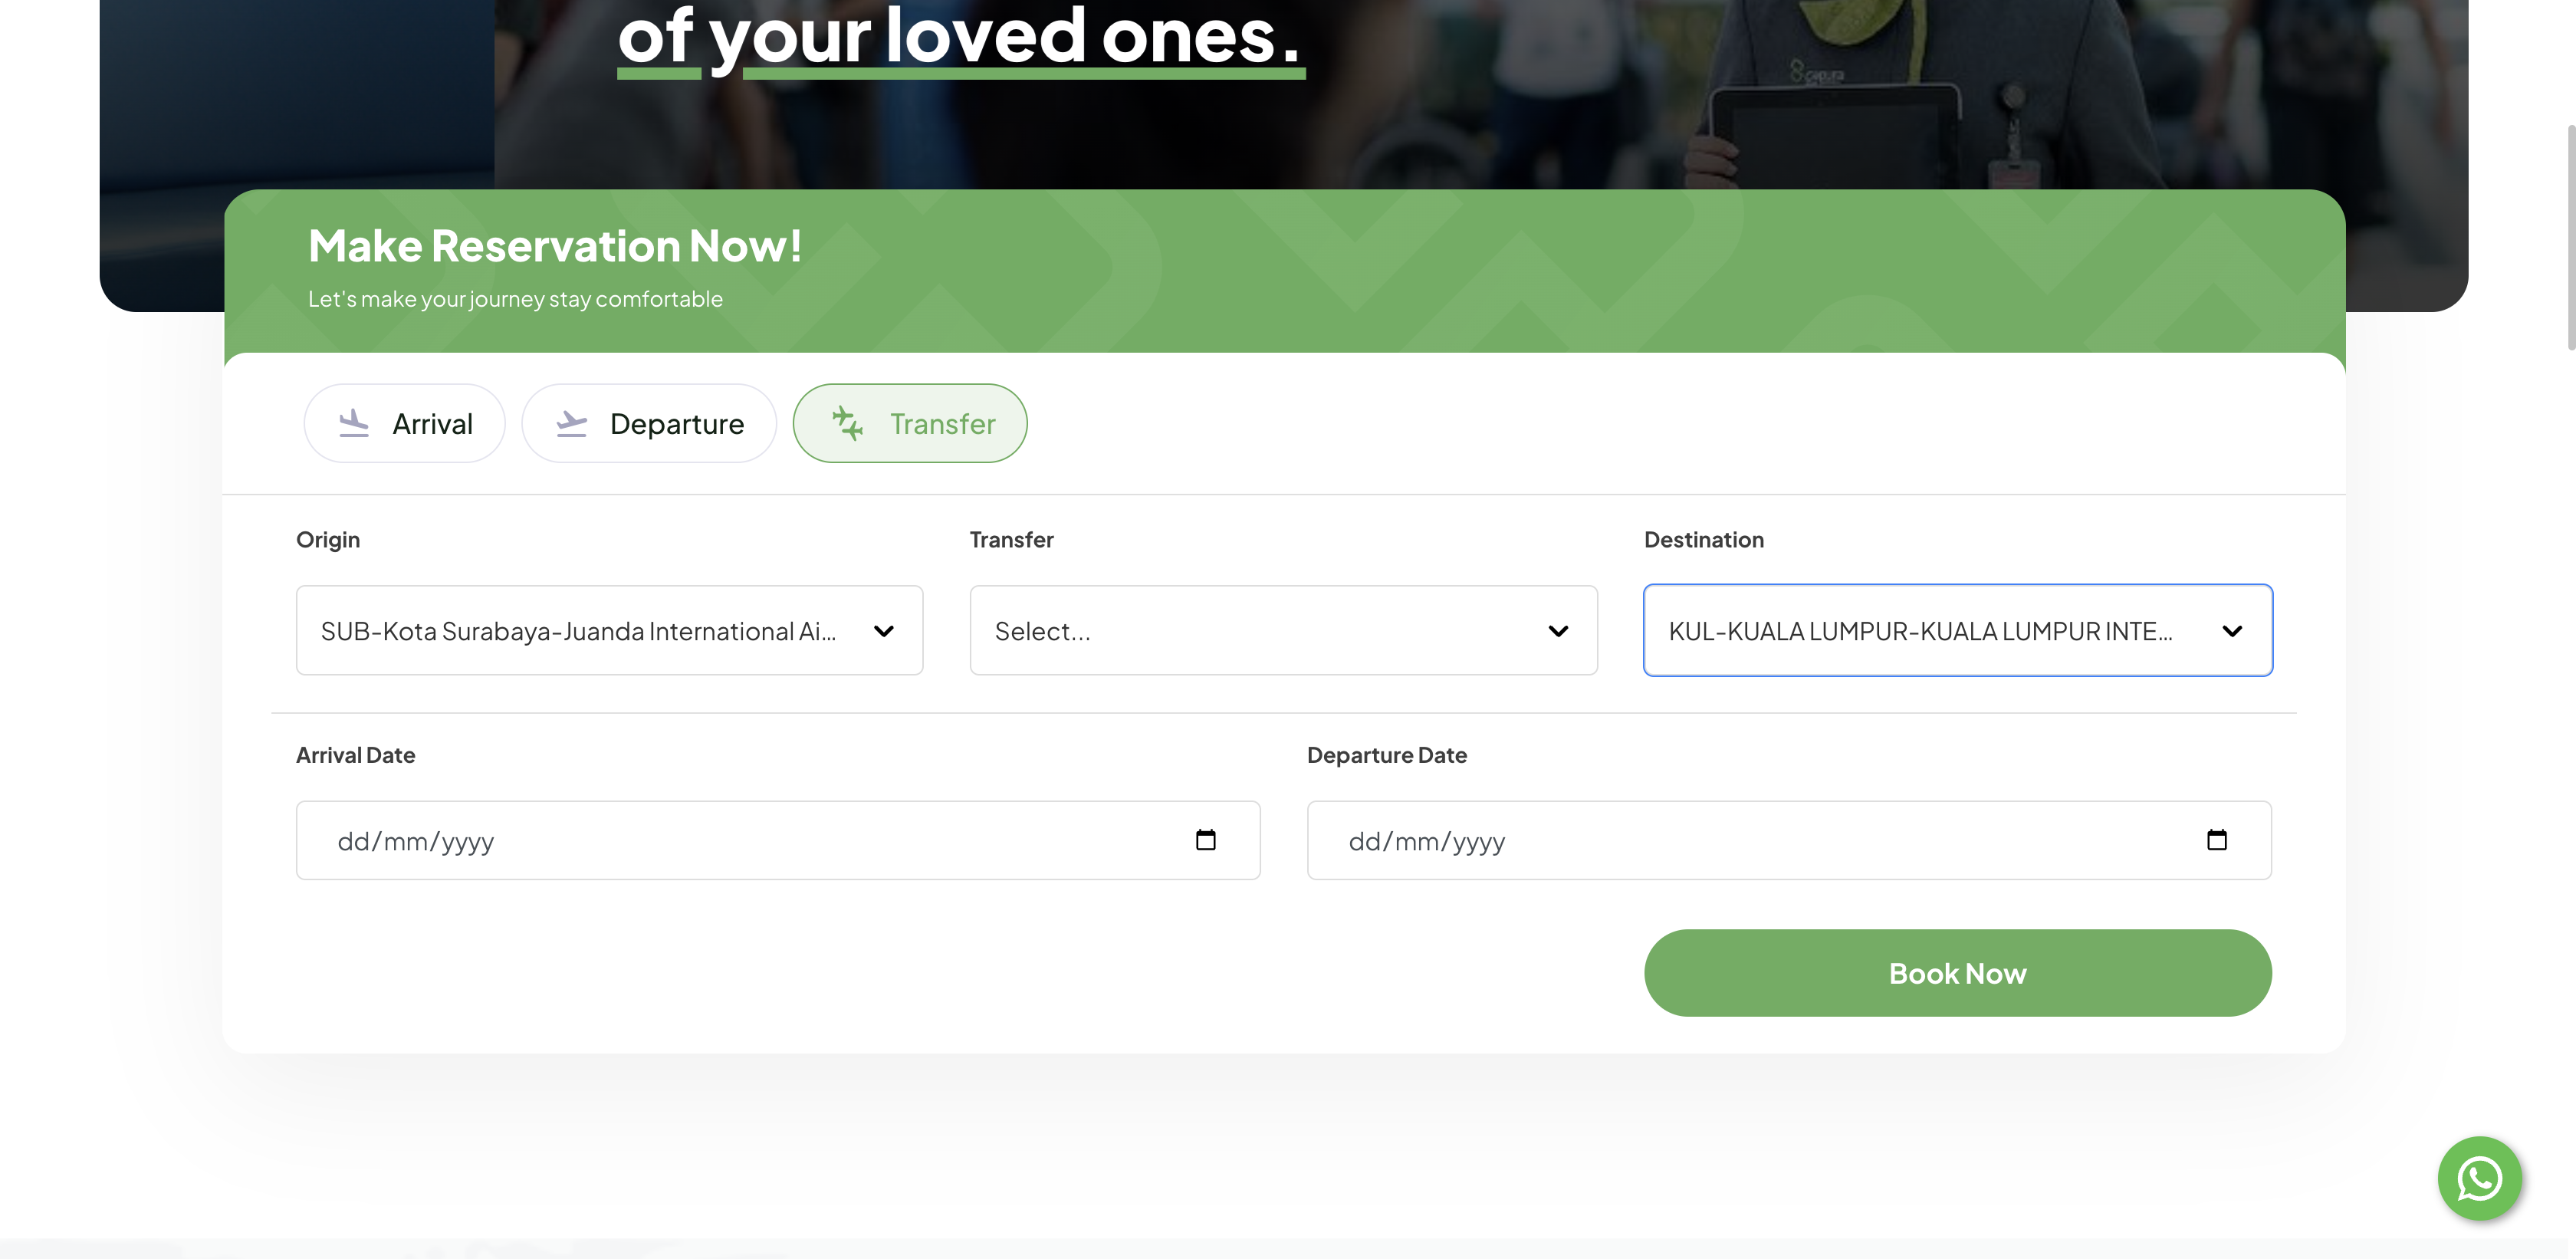 of your loved ones.
gapura
Make Reservation Now!
Let's make your journey stay comfortable
Arrival
Departure
Transfer
Origin
Transfer
Destination
SUB-Kota Surabaya-Juanda International Ai...
Select...
KUL-KUALA LUMPUR-KUALA LUMPUR INTE...
Arrival Date
Departure Date
dd/mm/yyyy
dd/mm/yyyy
Book Now